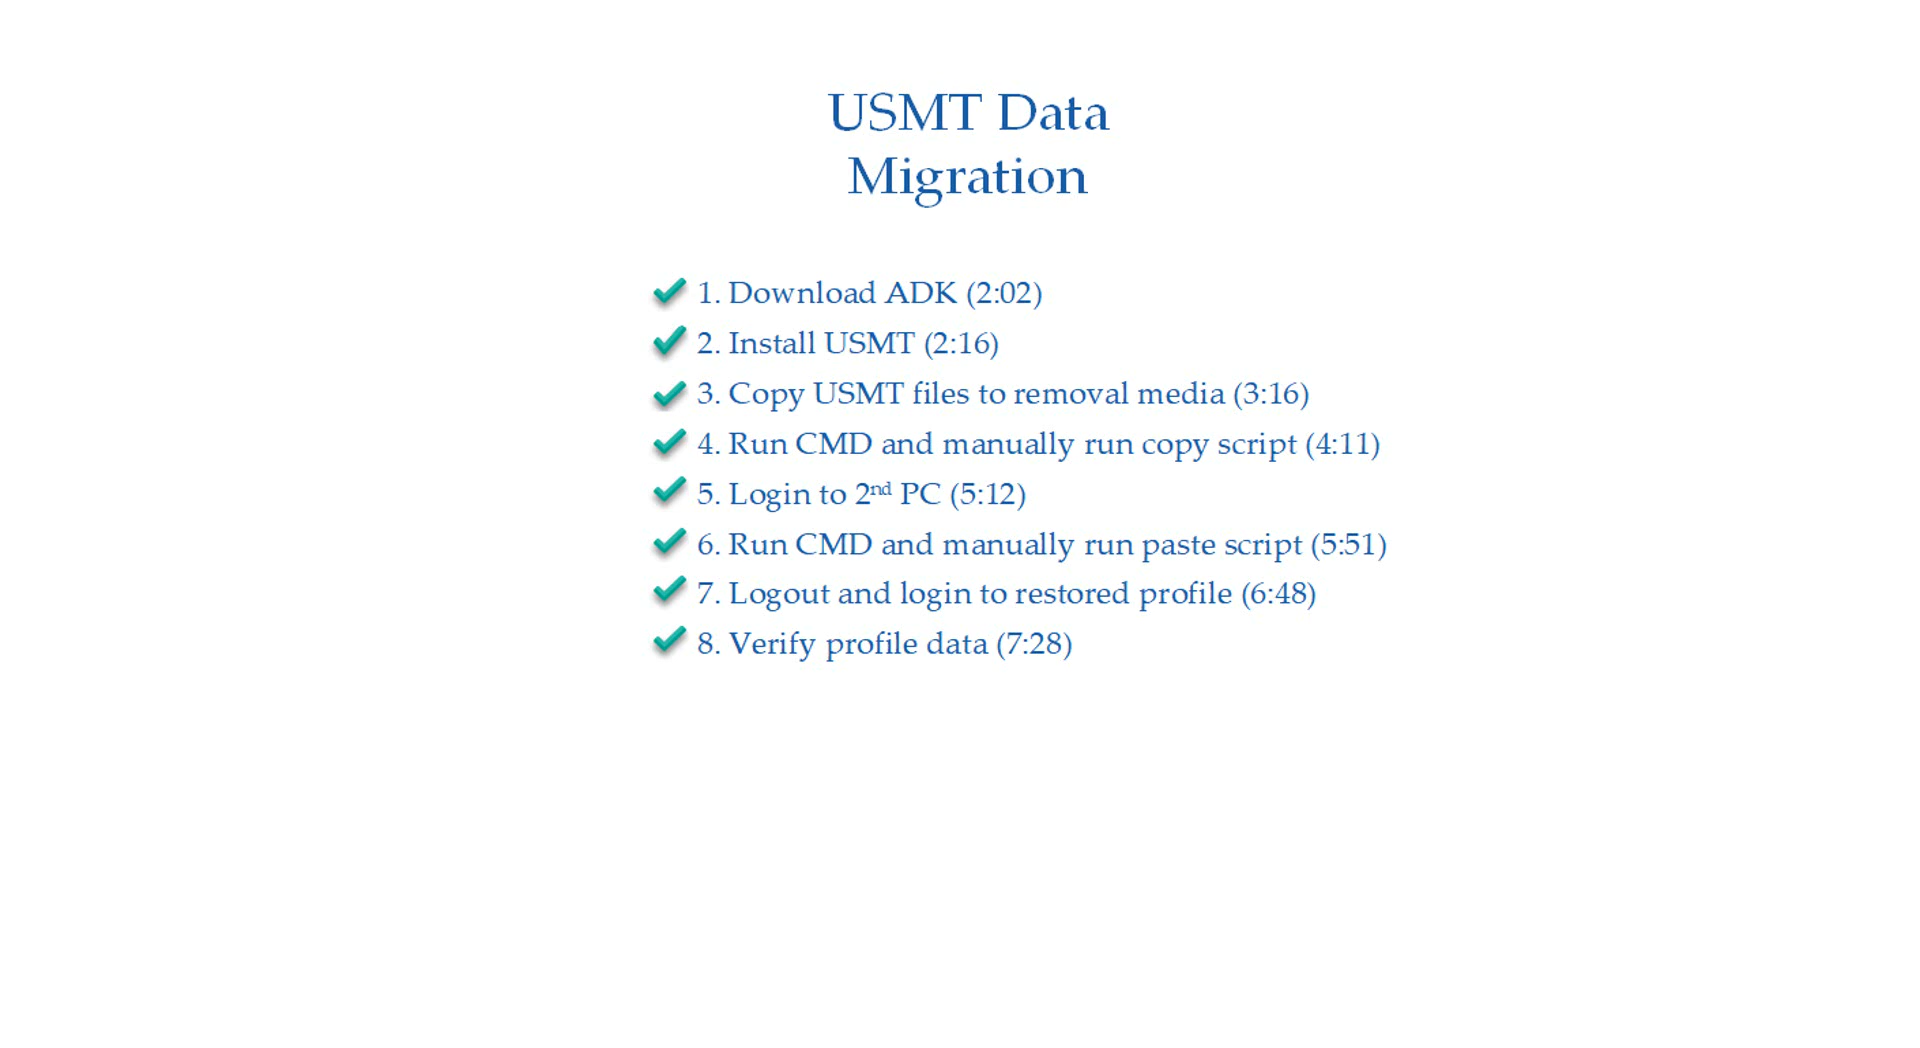 USMT Data
Migration
1. Download ADK (2:02)
2. Install USMT (2:16)
3. Copy USMT files to removal media (3:16)
4. Run CMD and manually run copy script (4:11)
5. Login to 2nd PC (5:12)
6. Run CMD and manually run paste script (5:51)
7. Logout and login to restored profile (6:48)
8. Verify profile data (7:28)